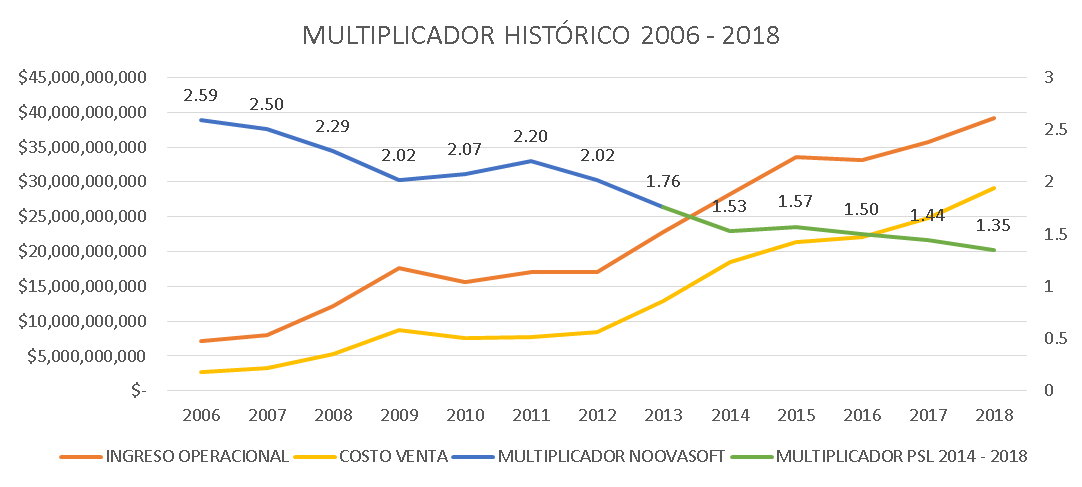 MULTIPLICADOR HISTÓRICO 2006 - 2018
$45,000,000,000 3
2.59 2.50 2.29 2.02 2.07 2.20 2.02 1.76 1.53 1.57 1.50 1.44 1.35
$40,000,000,000
2.5
$35,000,000,000
$30,000,000,000 2
$25,000,000,000
$20,000,000,000 1.5
$15,000,000,000 1
$10,000,000,000
$5,000,000,000 0.5
$- 0
2006 2007 2008 2009 2010 2011 2012 2013 2014 2015 2016 2017 2018
INGRESO OPERACIONAL COSTO VENTA MULTIPLICADOR NOOVASOFT MULTIPLICADOR PSL 2014 - 2018